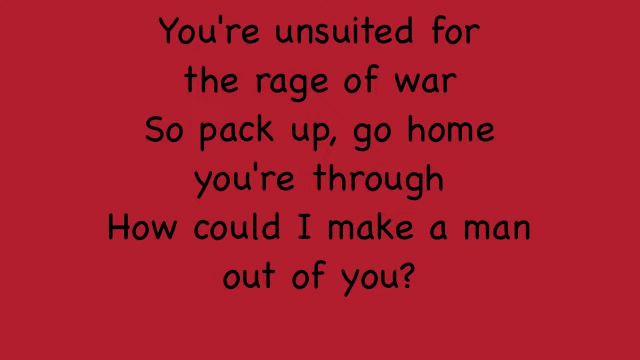 You're unsuited for
the rage of war
So pack up, go home
you're through
How could I make a man
out of you?